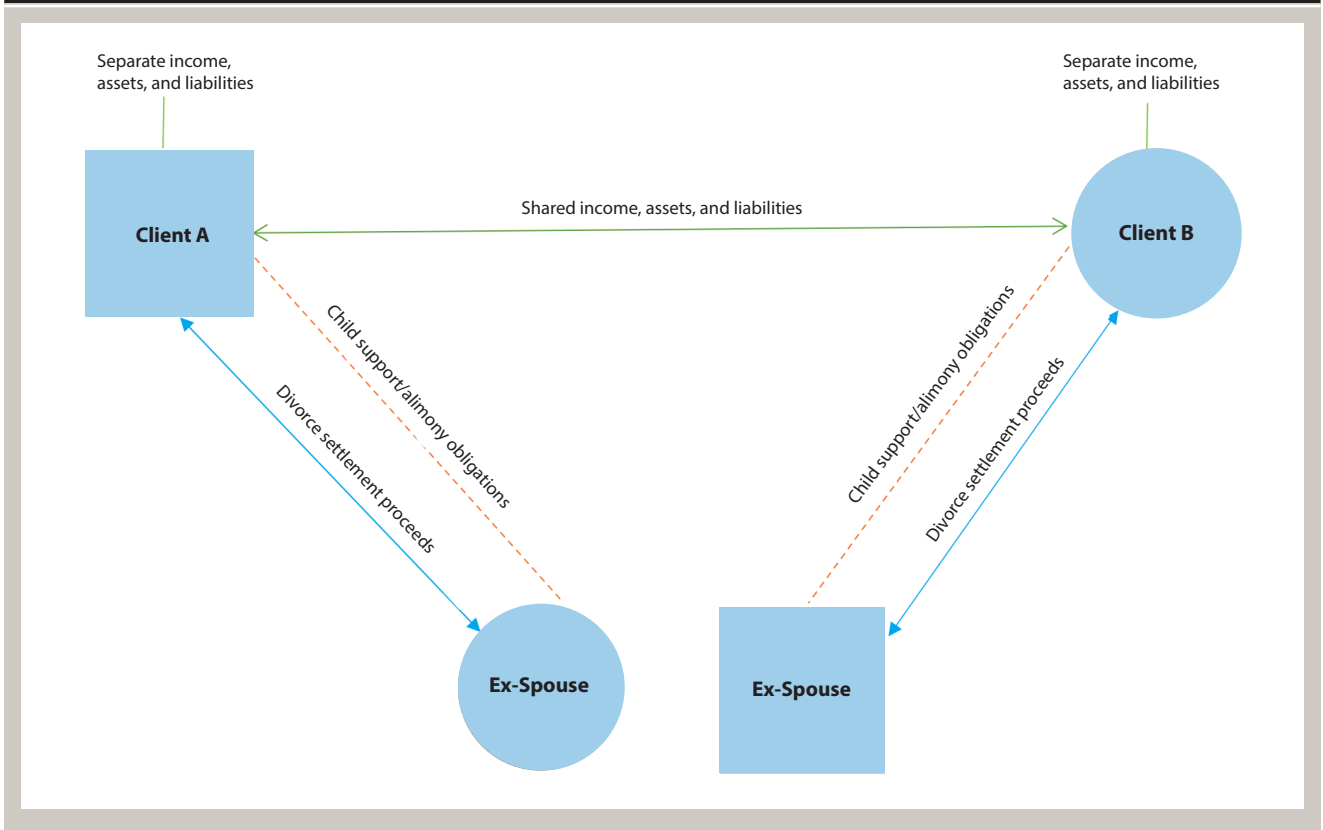 Separate income,
assets, and liabilities
Separate income,
assets, and liabilities
Shared income, assets, and liabilities
Client A
Client B
Child support/alimony obligations
Divorce settlement proceeds
Child support/alimony obligations
Divorce settlement proceeds
Ex-Spouse
Ex-Spouse